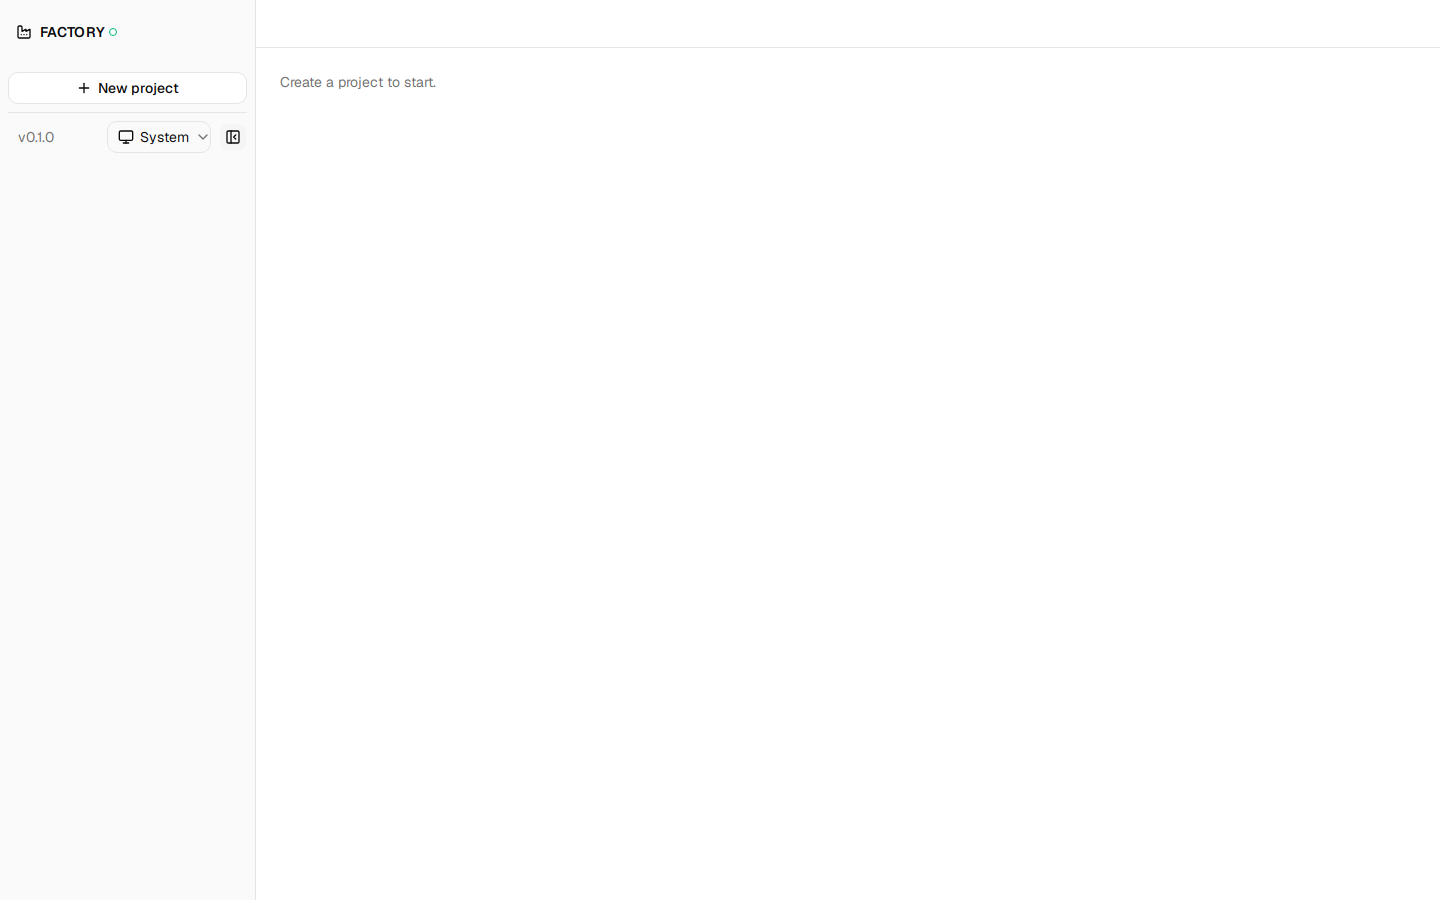 FACTORY
New project
v0.1.0
System
Create a project to start.